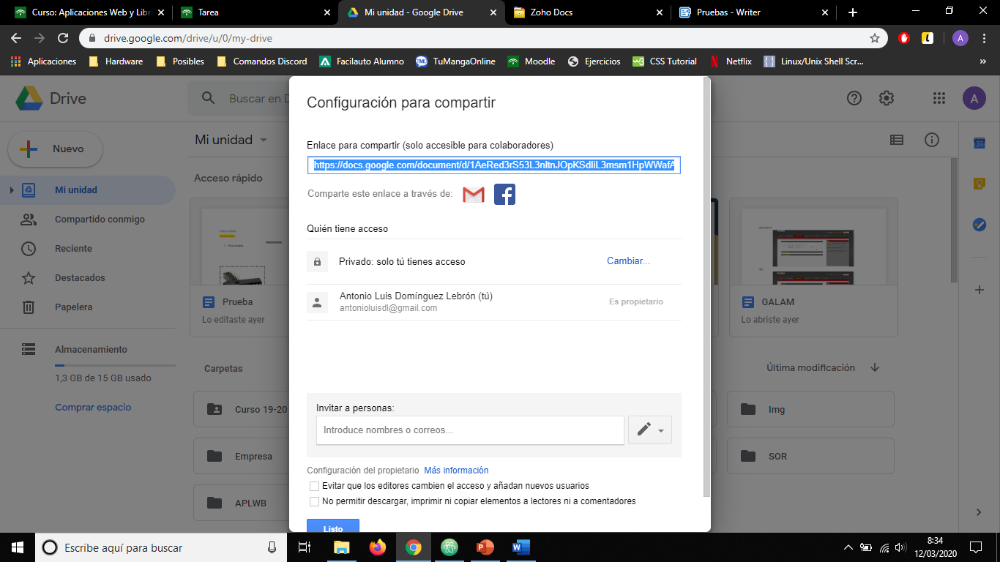 Curso: Aplicaciones Web y Libr
Tarea
Mi unidad - Google Drive
Zoho Docs
Pruebas - Writer
drive.google.com/drive/u/0/my-drive
A
Aplicaciones
Hardware
Posibles
Comandos Discord
Facilauto Alumno
TuMangaOnline
Moodle
Ejercicios
CSS Tutorial
Netflix
Linux/Unix Shell Scr...
»
Drive
Buscar en D
A
Nuevo
Mi unidad
Compartido conmigo
Reciente
Destacados
Papelera
Almacenamiento
1,3 GB de 15 GB usado
Comprar espacio
Mi unidad
Acceso rápido
Prueba
Lo editaste ayer
GALAM
Lo abriste ayer
Carpetas
Última modificación
Curso 19-20
Img
Empresa
SOR
APLWB
31
Configuración para compartir
Enlace para compartir (solo accesible para colaboradores)
https://docs.google.com/document/d/1AeRed3rS53L3nltnJOpKSdliL3msm1HpWWafA
Comparte este enlace a través de:
Quién tiene acceso
Privado: solo tú tienes acceso
Cambiar...
Antonio Luis Domínguez Lebrón (tú)
antonioluisdl@gmail.com
Es propietario
Invitar a personas:
Introduce nombres o correos...
Configuración del propietario Más información
Evitar que los editores cambien el acceso y añadan nuevos usuarios
No permitir descargar, imprimir ni copiar elementos a lectores ni a comentadores
Listo
Escribe aquí para buscar
8:34
12/03/2020